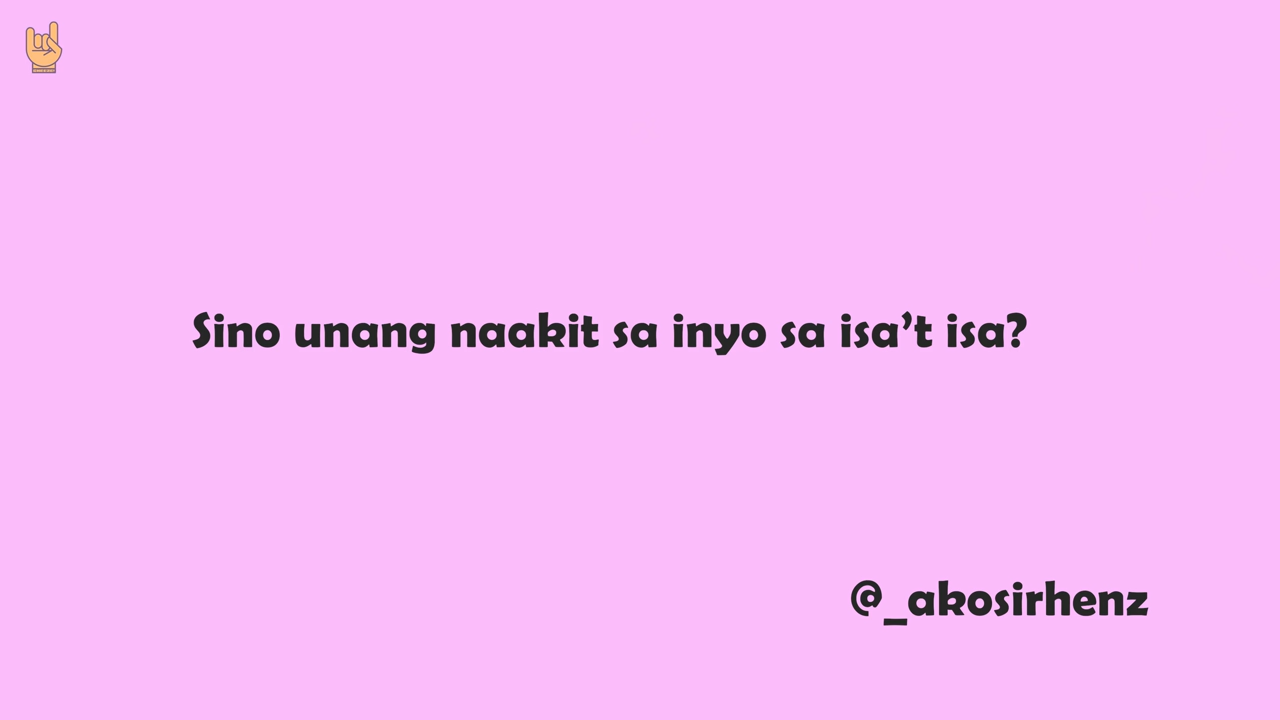 Sino unang naakit sa inyo sa isa’t isa?
@_akosirhenz